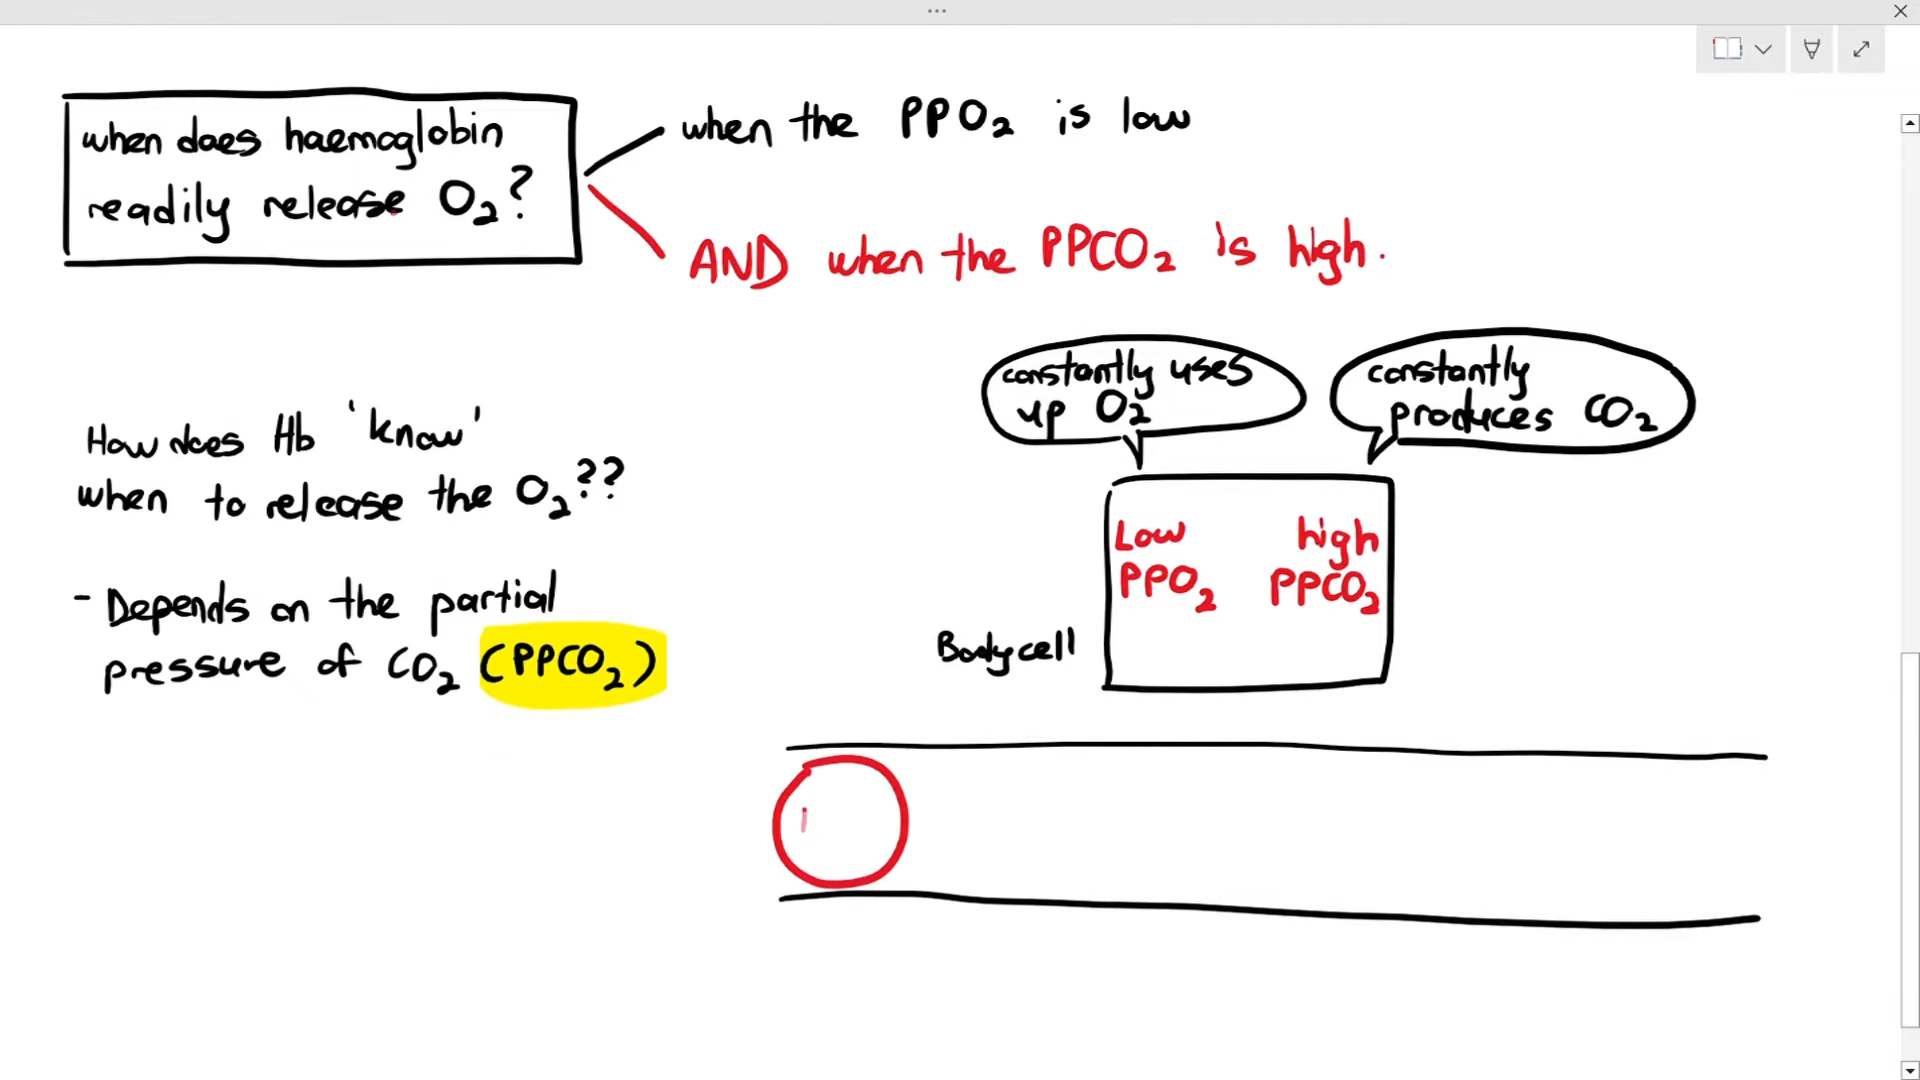 when does haemoglobin
readily release O₂?
when the PPO₂ is low
AND when the PPCO₂ is high.
How does Hb 'know'
when to release the O₂??
- Depends on the partial
pressure of CO₂ (PPCO₂)
constantly uses
up O₂
constantly
produces CO₂
Low
PPO₂
high
PPCO₂
Body cell